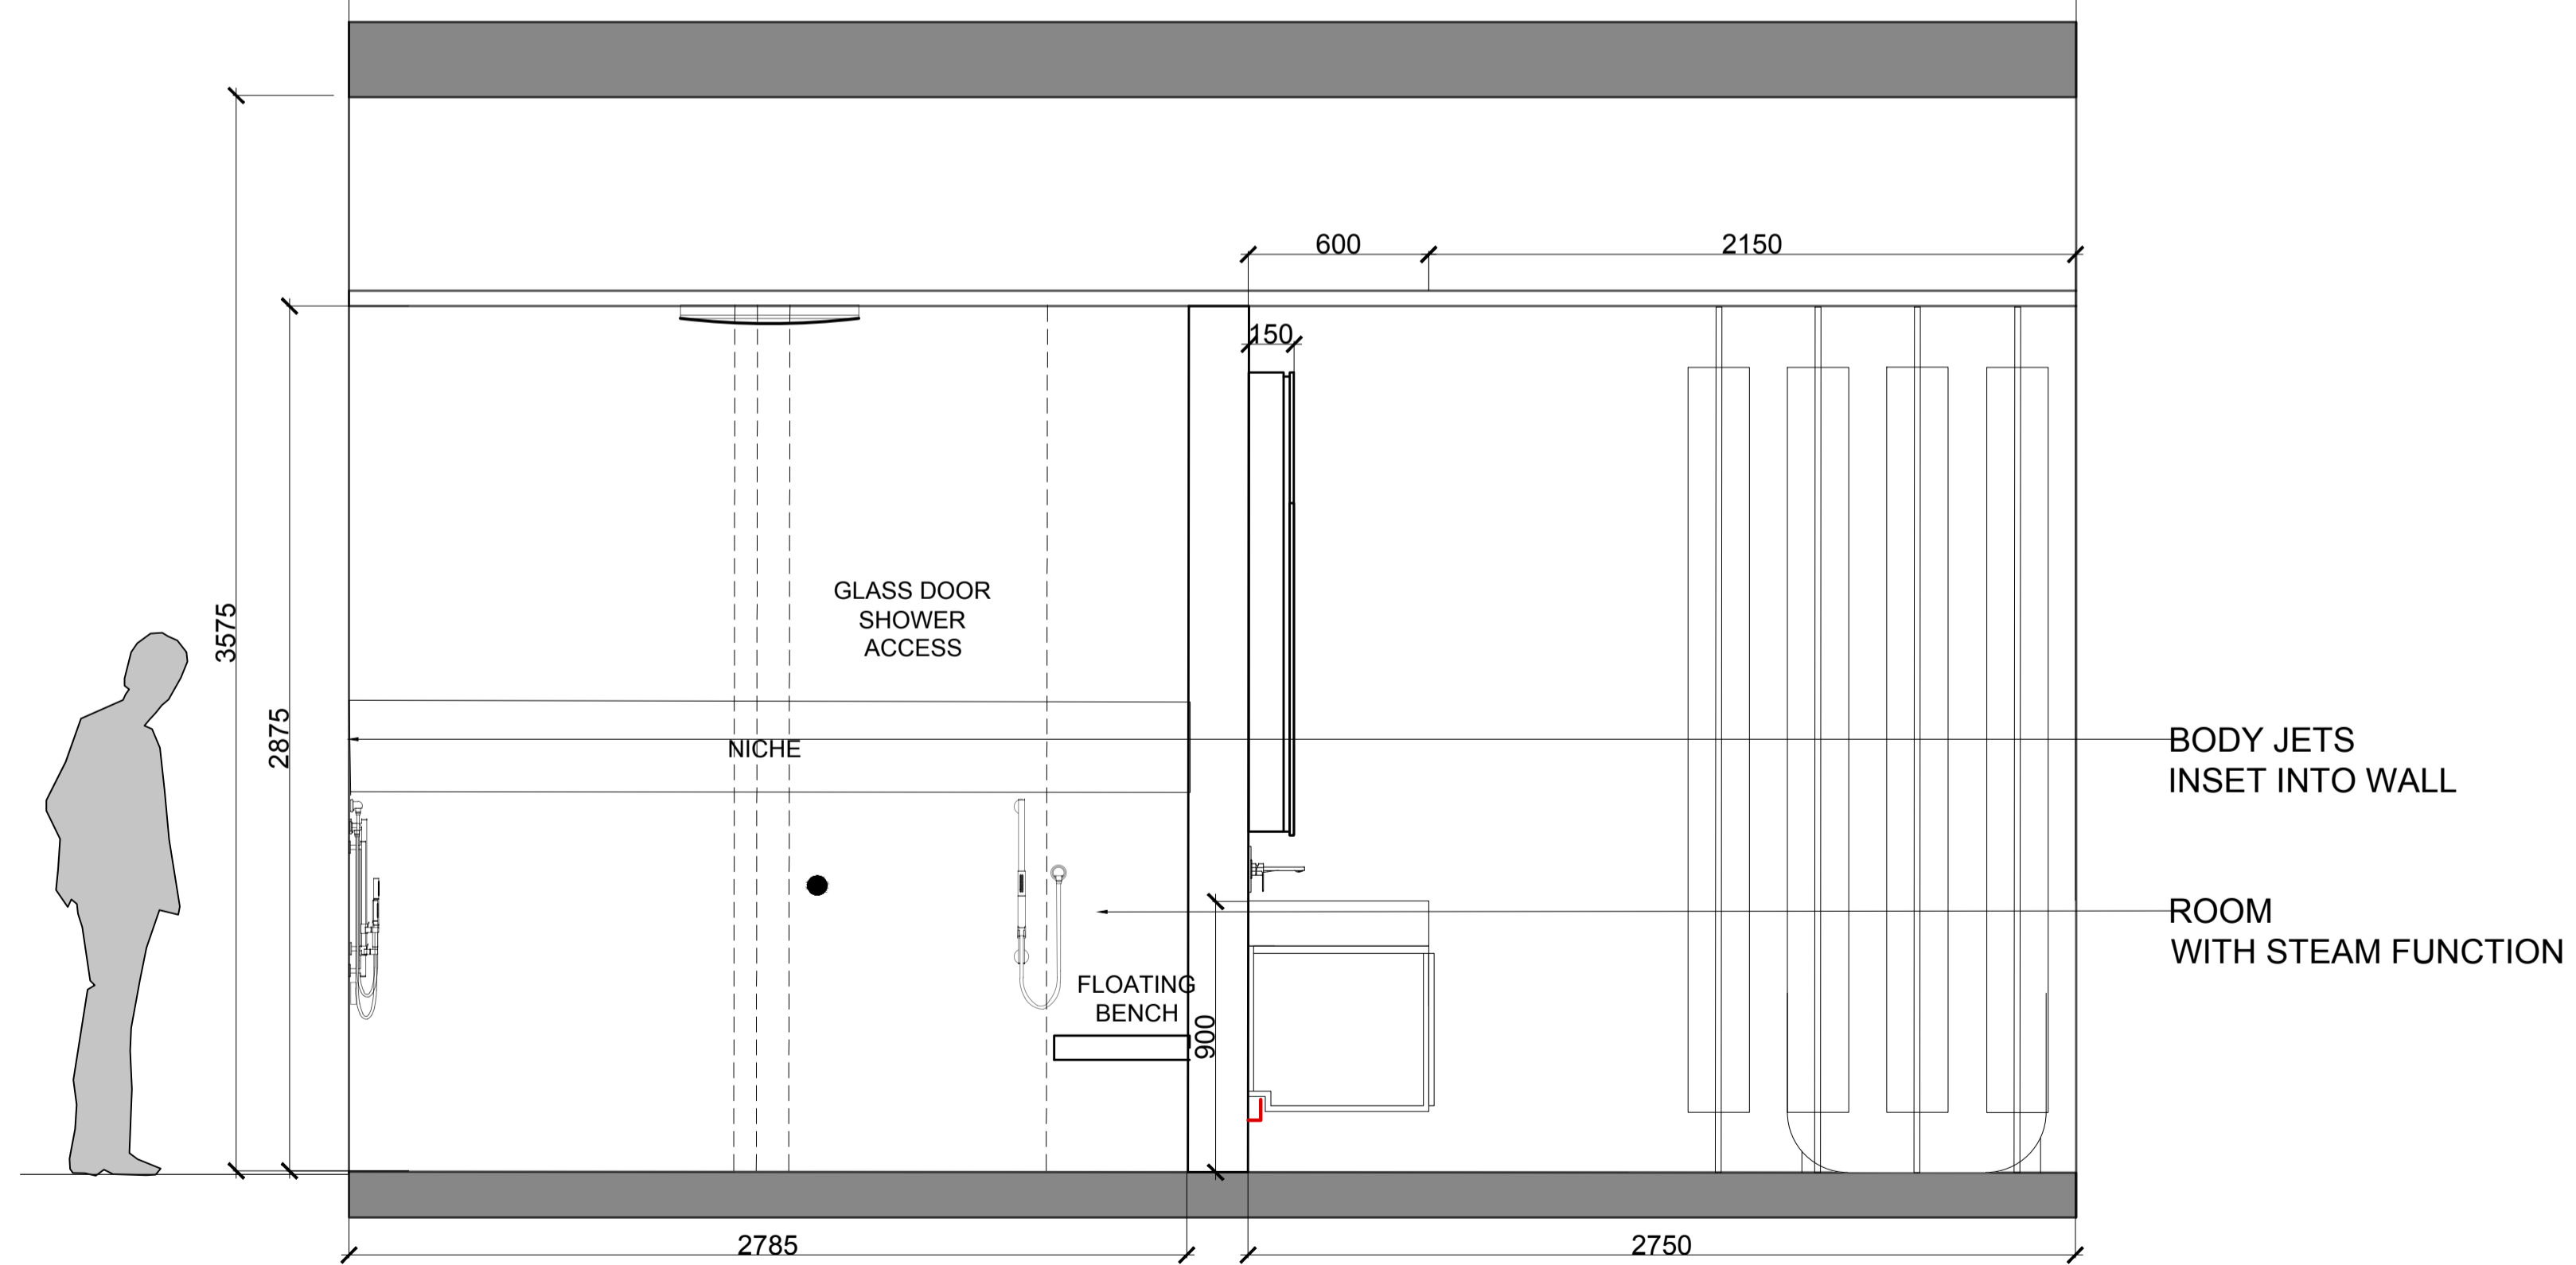 600
2150
150
GLASS DOOR
SHOWER
ACCESS
3575
2875
NICHE
BODY JETS
INSET INTO WALL
ROOM
WITH STEAM FUNCTION
FLOATING
BENCH
900
2785
2750